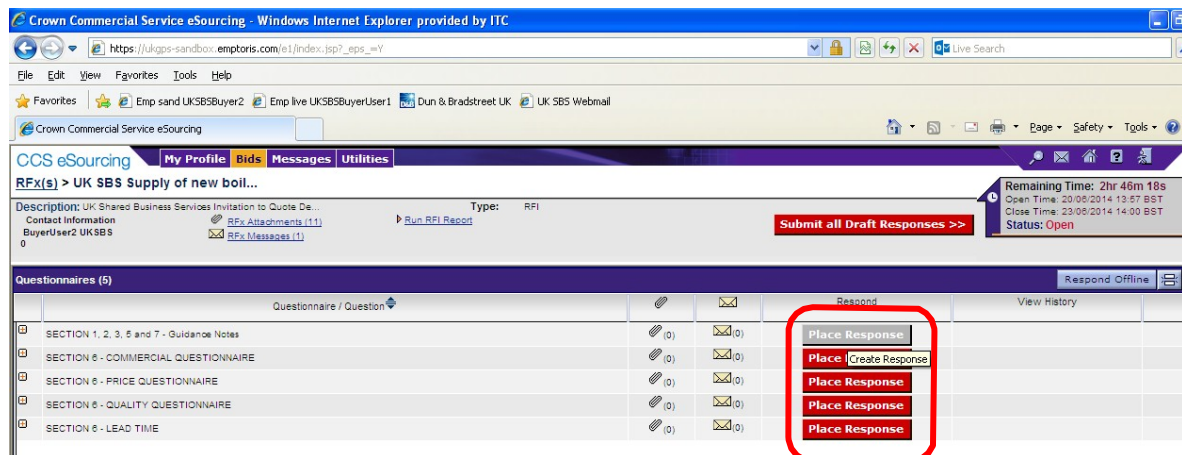 Crown Commercial Service eSourcing - Windows Internet Explorer provided by ITC
https://ukgps-sandbox.emptoris.com/e1/index.jsp?_eps_=Y
Live Search
File Edit View Favorites Tools Help
Favorites Emp sand UKSBSBuyer2 Emp live UKSBSBuyerUser1 Dun & Bradstreet UK UK SBS Webmail
Crown Commercial Service eSourcing
Page Safety Tools
CCS eSourcing My Profile Bids Messages Utilities
RFx(s) > UK SBS Supply of new boil...
Remaining Time: 2hr 46m 18s
Open Time: 20/06/2014 13:57 BST
Close Time: 23/06/2014 14:00 BST
Status: Open
Description: UK Shared Business Services Invitation to Quote De... Type: RFI
Contact Information RFx Attachments (11) Run RFI Report
BuyerUser2 UKSBS RFx Messages (1)
0
Submit all Draft Responses >>
Questionnaires (5) Respond Offline
Questionnaire / Question Respond View History
SECTION 1, 2, 3, 5 and 7 - Guidance Notes (0) (0) Place Response
SECTION 6 - COMMERCIAL QUESTIONNAIRE (0) (0) Place Create Response
SECTION 6 - PRICE QUESTIONNAIRE (0) (0) Place Response
SECTION 6 - QUALITY QUESTIONNAIRE (0) (0) Place Response
SECTION 6 - LEAD TIME (0) (0) Place Response